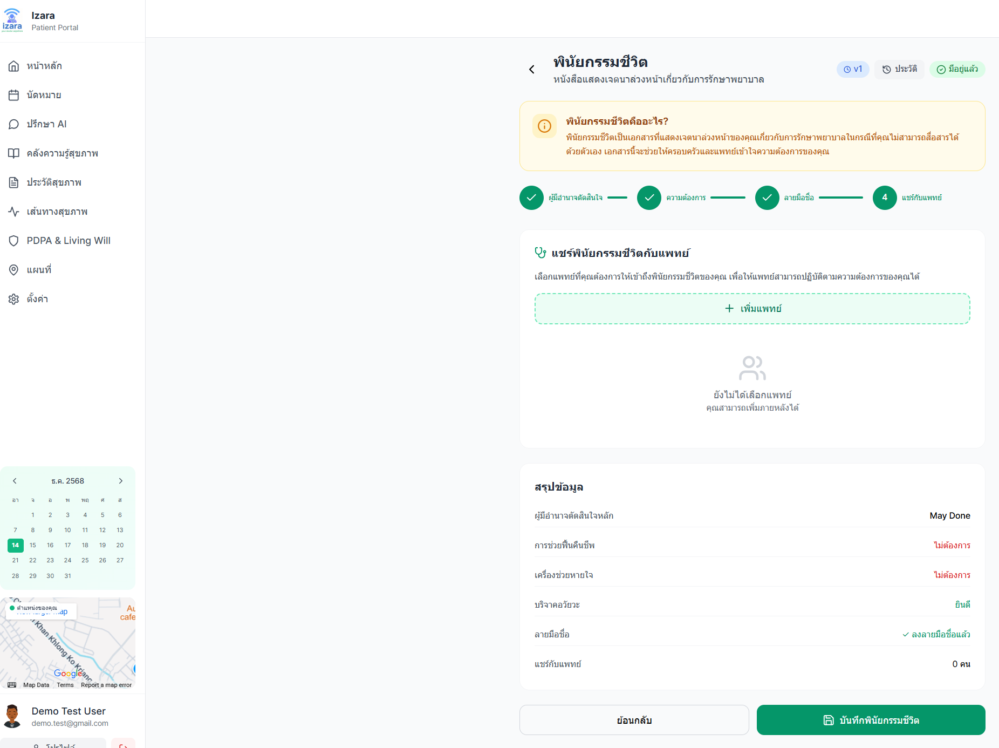 Izara
Patient Portal
izara
หน้าหลัก
นัดหมาย
ปรึกษา AI
คลังความรู้สุขภาพ
ประวัติสุขภาพ
เส้นทางสุขภาพ
PDPA & Living Will
แผนที่
ตั้งค่า
ธ.ค. 2568
อา จ อ พ พฤ ศ ส
1 2 3 4 5 6
7 8 9 10 11 12 13
14 15 16 17 18 19 20
21 22 23 24 25 26 27
28 29 30 31
ตำแหน่งของคุณ
Khan Khlong Ko Kriang
cafe
Google
Map Data Terms Report a map error
Demo Test User
demo.test@gmail.com
โปรไฟล์
พินัยกรรมชีวิต
หนังสือแสดงเจตนาล่วงหน้าเกี่ยวกับการรักษาพยาบาล
v1
ประวัติ
มีอยู่แล้ว
พินัยกรรมชีวิตคืออะไร?
พินัยกรรมชีวิตเป็นเอกสารที่แสดงเจตนาล่วงหน้าของคุณเกี่ยวกับการรักษาพยาบาลในกรณีที่คุณไม่สามารถสื่อสารได้
ด้วยตัวเอง เอกสารนี้จะช่วยให้ครอบครัวและแพทย์เข้าใจความต้องการของคุณ
ผู้มีอำนาจตัดสินใจ
ความต้องการ
ลายมือชื่อ
4 แชร์กับแพทย์
แชร์พินัยกรรมชีวิตกับแพทย์
เลือกแพทย์ที่คุณต้องการให้เข้าถึงพินัยกรรมชีวิตของคุณ เพื่อให้แพทย์สามารถปฏิบัติตามความต้องการของคุณได้
เพิ่มแพทย์
ยังไม่ได้เลือกแพทย์
คุณสามารถเพิ่มภายหลังได้
สรุปข้อมูล
ผู้มีอำนาจตัดสินใจหลัก May Done
การช่วยฟื้นคืนชีพ ไม่ต้องการ
เครื่องช่วยหายใจ ไม่ต้องการ
บริจาคอวัยวะ ยินดี
ลายมือชื่อ ลงลายมือชื่อแล้ว
แชร์กับแพทย์ 0 คน
ย้อนกลับ
บันทึกพินัยกรรมชีวิต